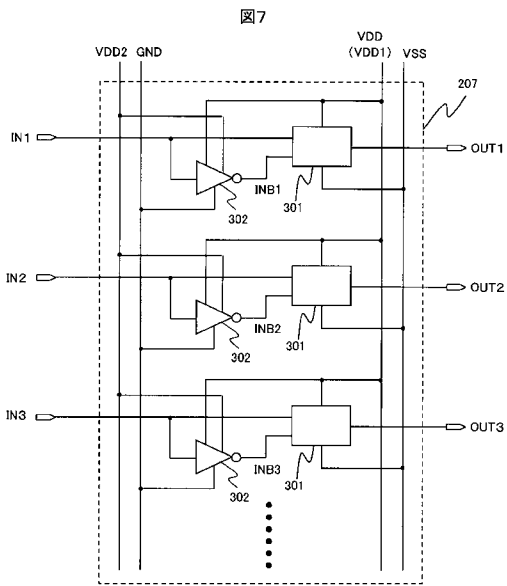 図7
VDD2 GND
VDD
(VDD1)
VSS
207
IN1
OUT1
INB1
301
302
IN2
OUT2
INB2
301
302
IN3
OUT3
INB3
301
302